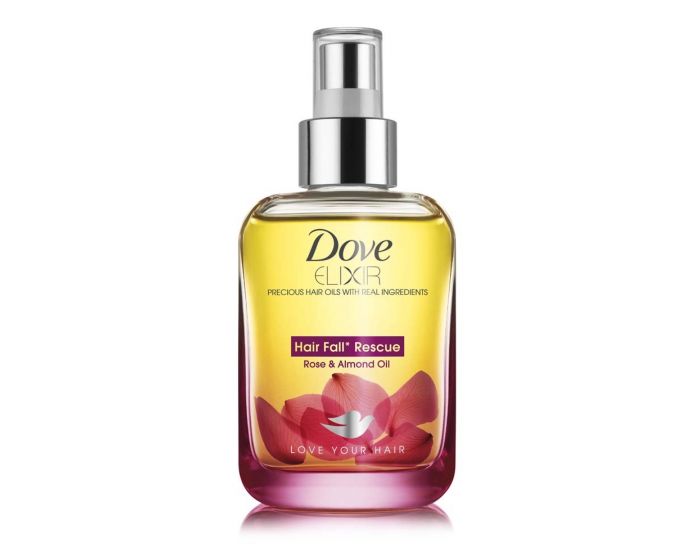 Dove
ELIXIR
PRECIOUS HAIR OILS WITH REAL INGREDIENTS
Hair Fall* Rescue
Rose & Almond Oil
LOVE YOUR HAIR